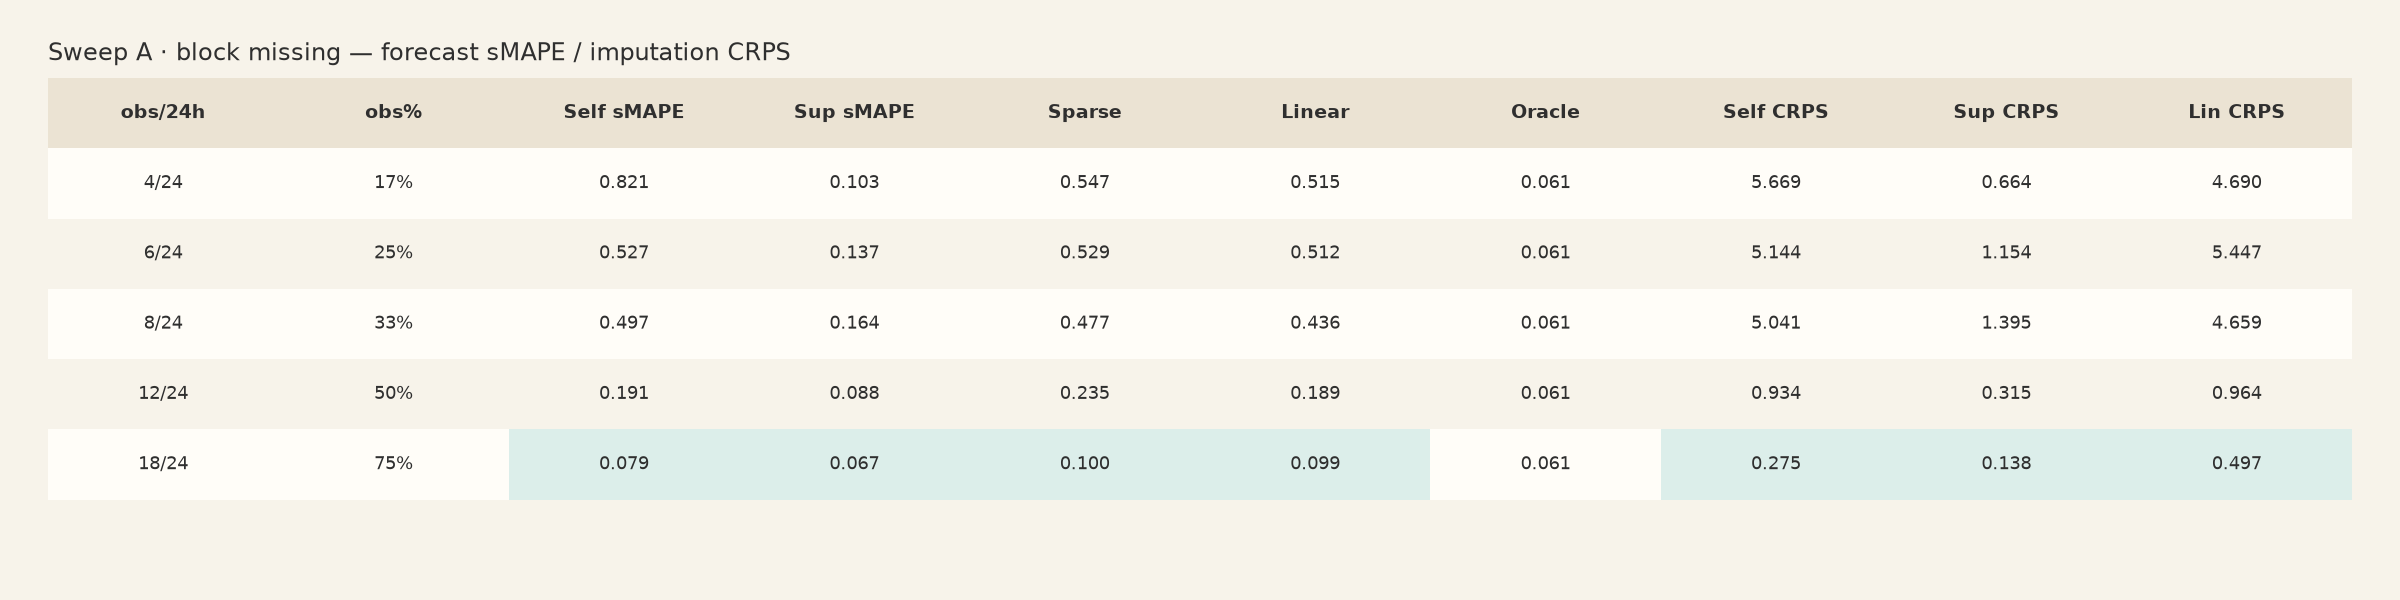 Sweep A · block missing — forecast sMAPE / imputation CRPS
obs/24h obs% Self sMAPE Sup sMAPE Sparse Linear Oracle Self CRPS Sup CRPS Lin CRPS
4/24 17% 0.821 0.103 0.547 0.515 0.061 5.669 0.664 4.690
6/24 25% 0.527 0.137 0.529 0.512 0.061 5.144 1.154 5.447
8/24 33% 0.497 0.164 0.477 0.436 0.061 5.041 1.395 4.659
12/24 50% 0.191 0.088 0.235 0.189 0.061 0.934 0.315 0.964
18/24 75% 0.079 0.067 0.100 0.099 0.061 0.275 0.138 0.497